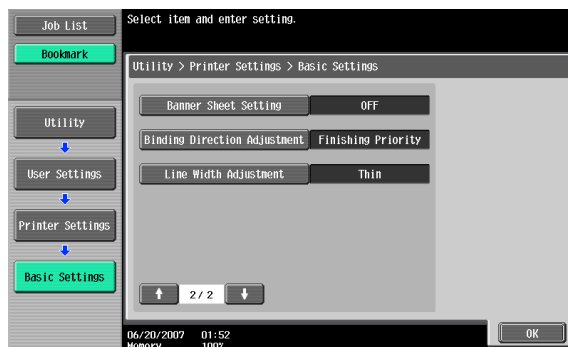 Job List
Bookmark
Select item and enter setting.
Utility > Printer Settings > Basic Settings
Utility
User Settings
Printer Settings
Basic Settings
Banner Sheet Setting OFF
Binding Direction Adjustment Finishing Priority
Line Width Adjustment Thin
2/2
06/20/2007 01:52
Memory 100%
OK